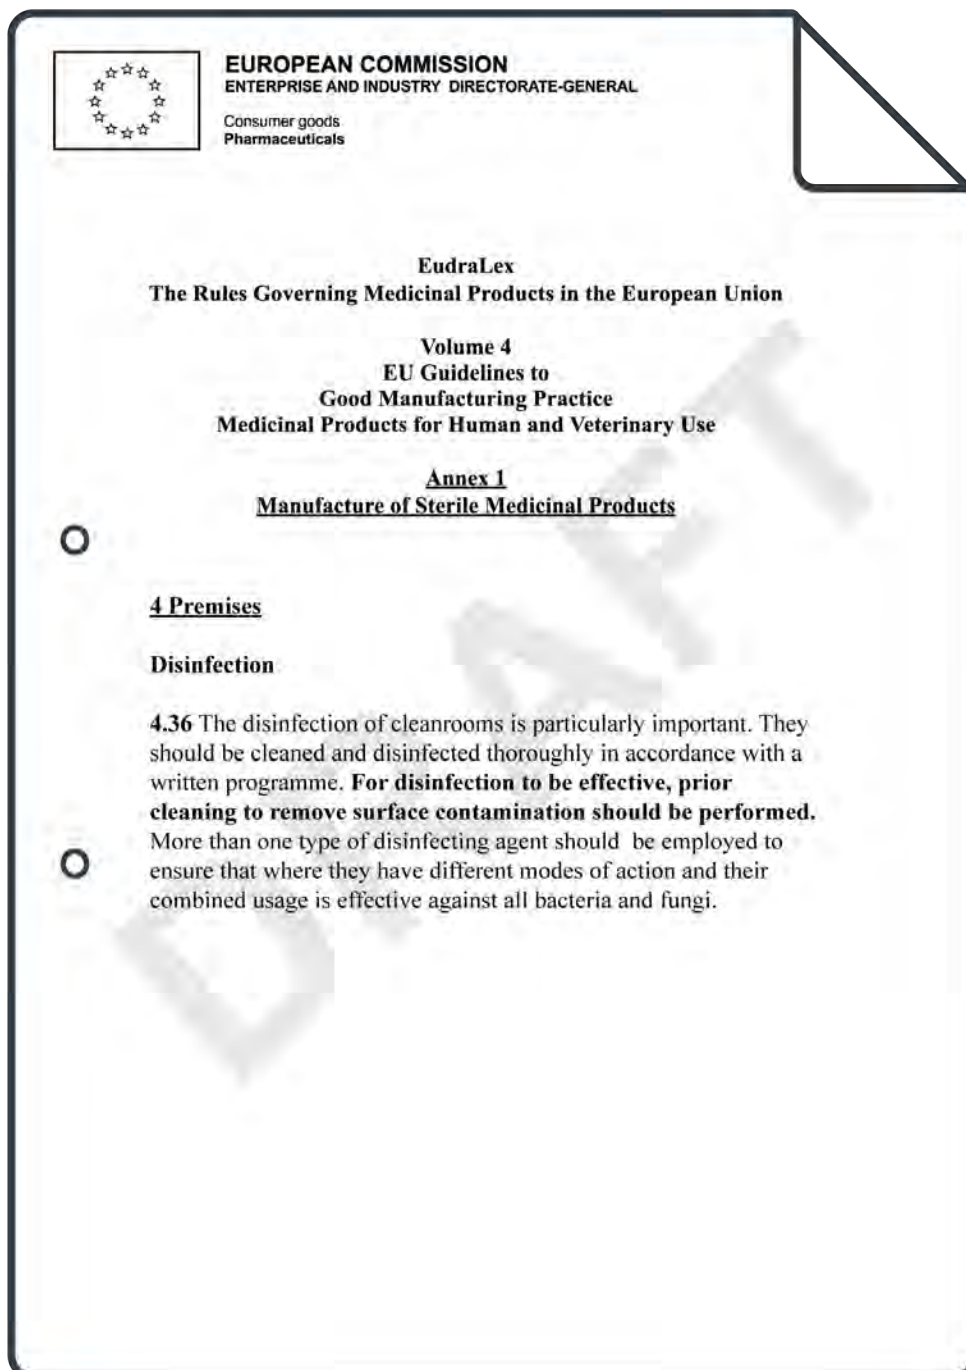 EUROPEAN COMMISSION
ENTERPRISE AND INDUSTRY DIRECTORATE-GENERAL
Consumer goods
Pharmaceuticals
EudraLex
The Rules Governing Medicinal Products in the European Union
Volume 4
EU Guidelines to
Good Manufacturing Practice
Medicinal Products for Human and Veterinary Use
Annex 1
Manufacture of Sterile Medicinal Products
4 Premises
Disinfection
4.36 The disinfection of cleanrooms is particularly important. They
should be cleaned and disinfected thoroughly in accordance with a
written programme. For disinfection to be effective, prior
cleaning to remove surface contamination should be performed.
More than one type of disinfecting agent should  be employed to
ensure that where they have different modes of action and their
combined usage is effective against all bacteria and fungi.
DRAFT